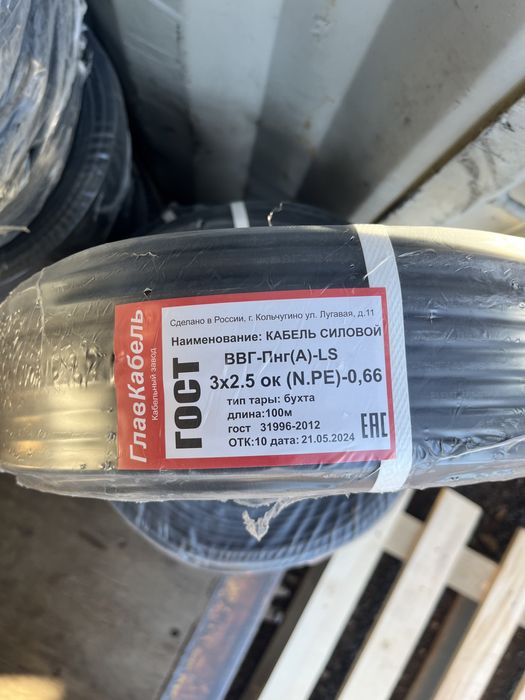 ГлавКабель
Кабельный завод
ГОСТ
Сделано в России, г. Кольчугино ул. Луговая, д.11
Наименование: КАБЕЛЬ СИЛОВОЙ
ВВГ-Пнг(А)-LS
3х2.5 ок (N.PE)-0,66
тип тары: бухта
длина:100м
гост 31996-2012
ОТК:10 дата: 21.05.2024
EAC